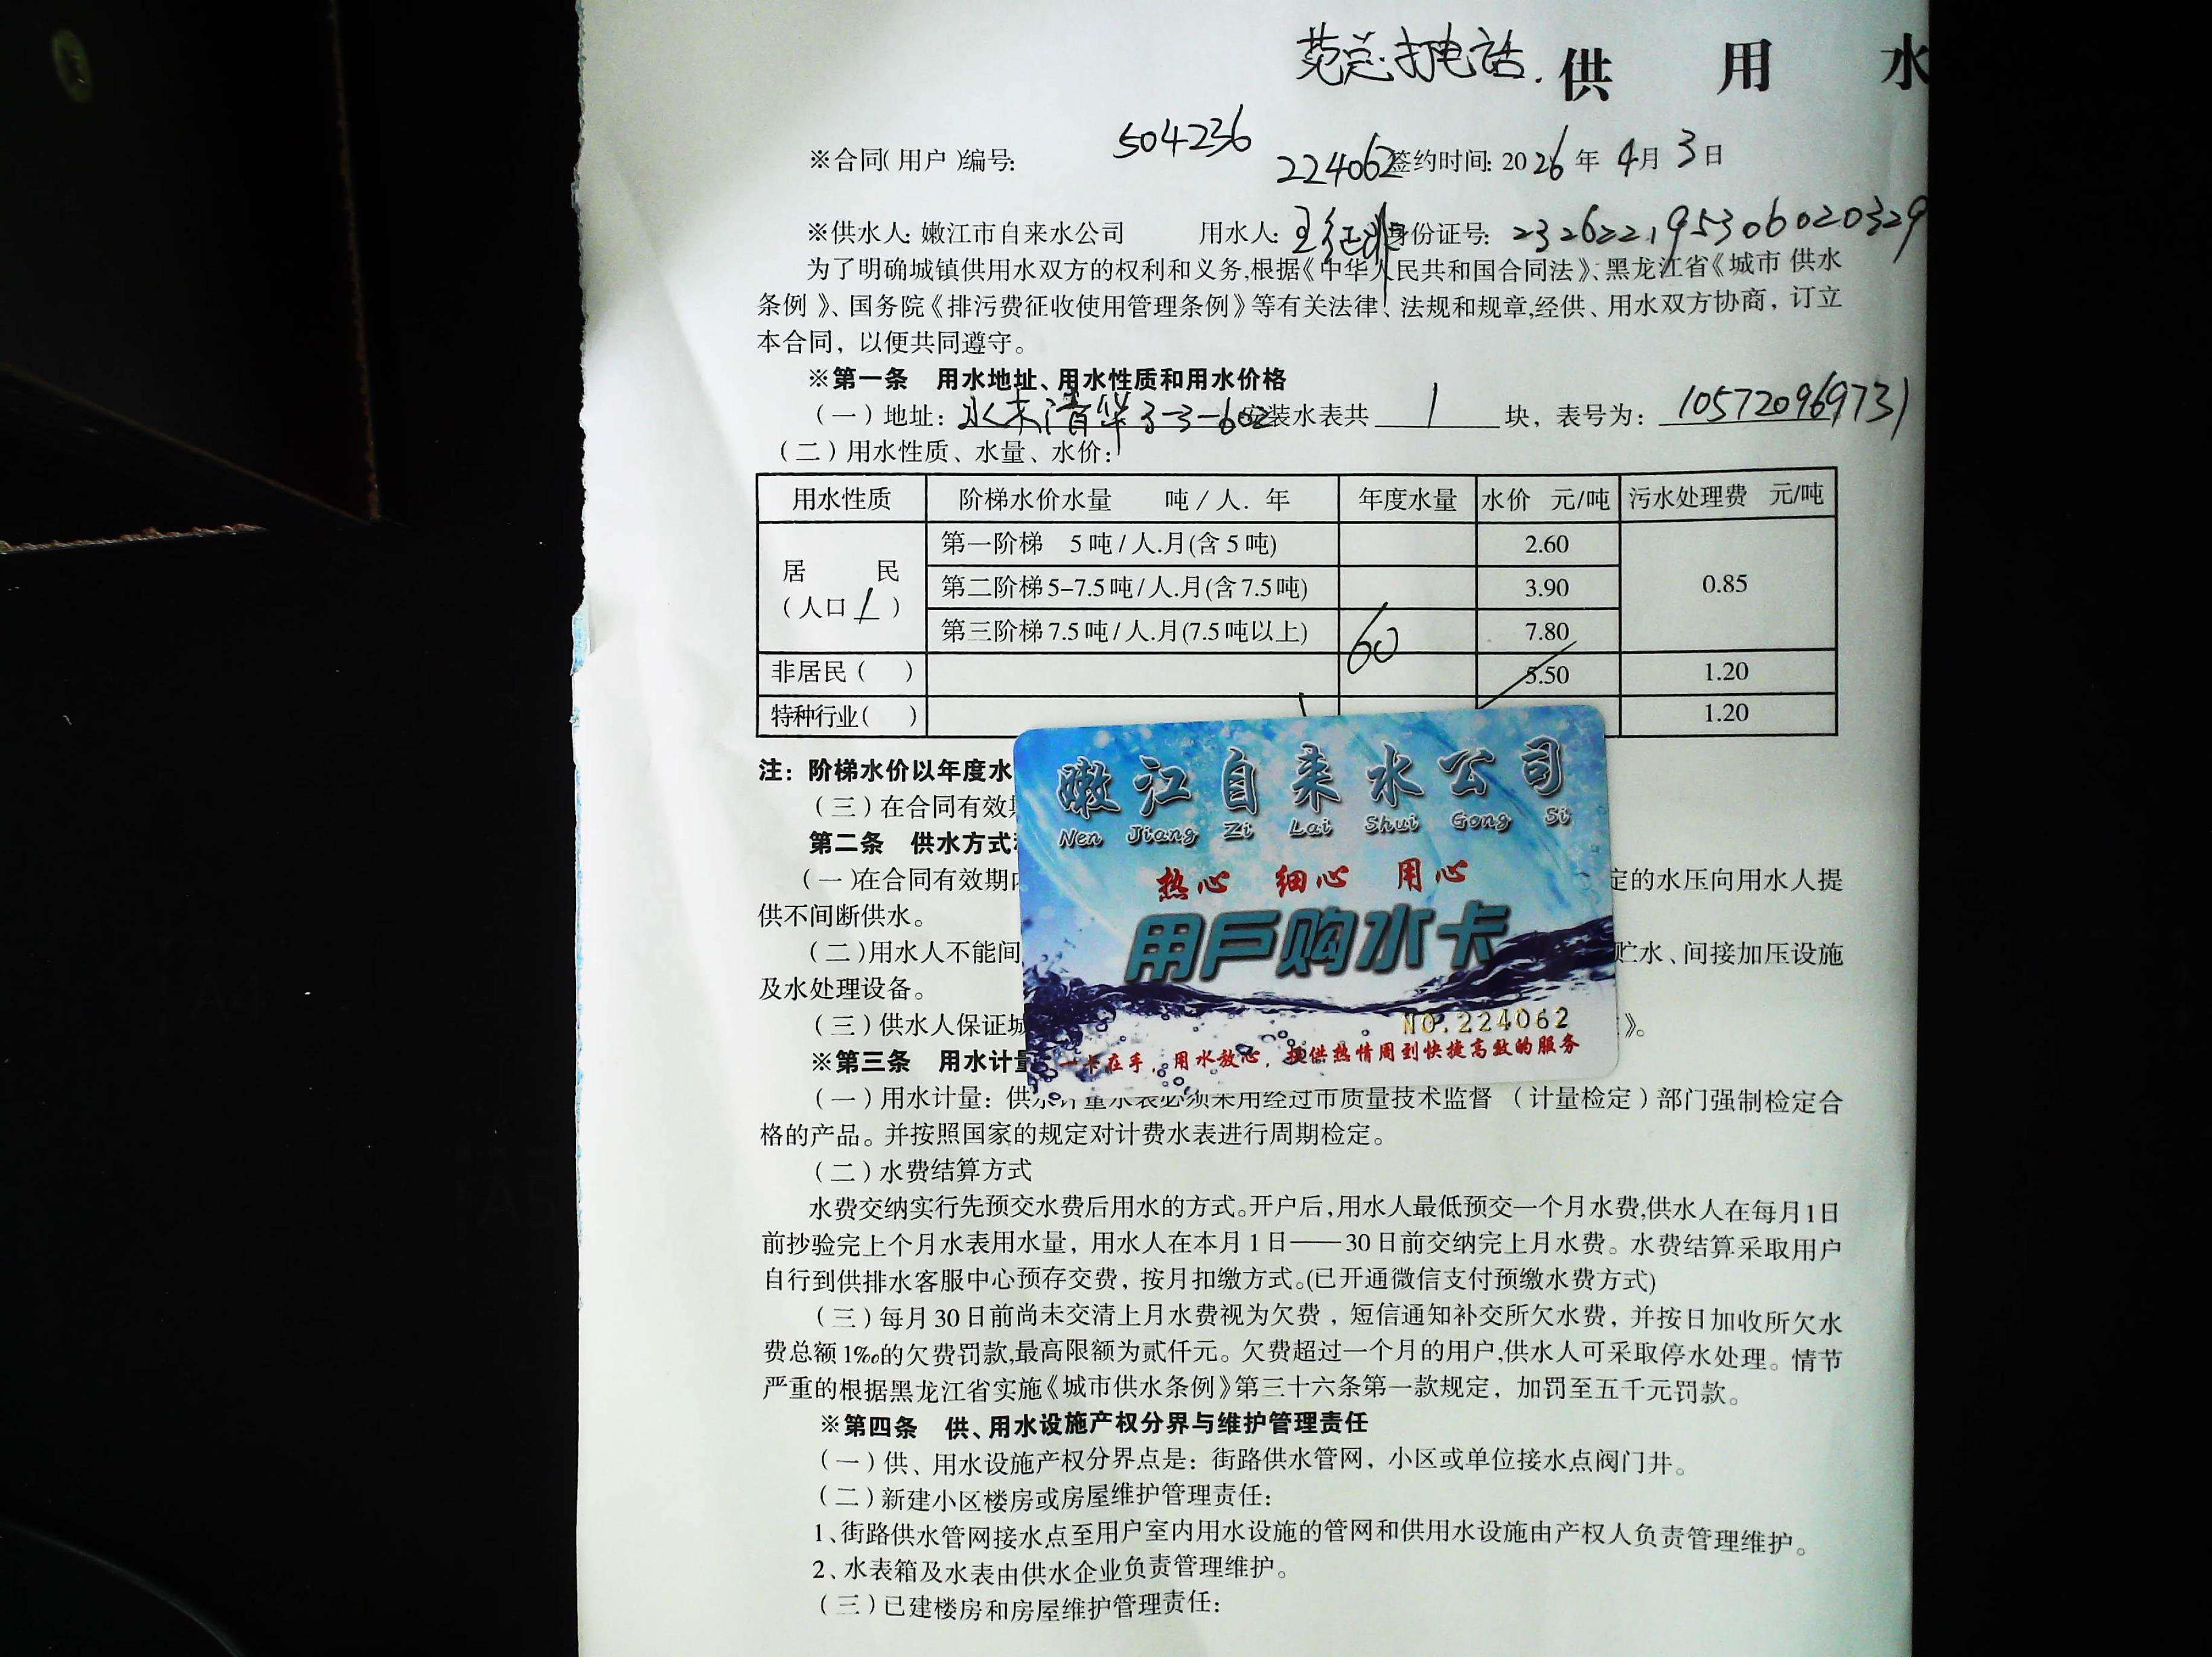 范总打电话. 供 用 水
※合同(用户)编号: 504236
224062 签约时间: 2026年 4月 3日
※供水人: 嫩江市自来水公司 用水人: 王征非 身份证号: 232622195306020329
为了明确城镇供用水双方的权利和义务,根据《中华人民共和国合同法》、黑龙江省《城市 供水
条例》、国务院《排污费征收使用管理条例》等有关法律、法规和规章,经供、用水双方协商，订立
本合同，以便共同遵守。
※第一条 用水地址、用水性质和用水价格
(一)地址: 水木清华3-3-602 安装水表共 1 块，表号为: 105720969731
(二)用水性质、水量、水价:
用水性质 阶梯水价水量 吨/人.年 年度水量 水价 元/吨 污水处理费 元/吨
居 民
(人口1)
第一阶梯 5吨/人.月(含5吨) 2.60
第二阶梯5-7.5吨/人.月(含7.5吨) 3.90 0.85
第三阶梯7.5吨/人.月(7.5吨以上) 60 7.80
非居民( ) 5.50 1.20
特种行业( ) 1.20
注: 阶梯水价以年度水
(三)在合同有效
第二条 供水方式
(一)在合同有效期 定的水压向用水人提
供不间断供水。
(二)用水人不能间 贮水、间接加压设施
及水处理设备。
(三)供水人保证城 》。
※第三条 用水计量
嫩江自来水公司
Nen Jiang Zi Lai Shui Gong Si
热心 细心 用心
用户购水卡
NO.224062
一卡在手，用水放心，提供热情周到快捷高效的服务
(一)用水计量: 供水计量水表必须采用经过市质量技术监督 (计量检定)部门强制检定合
格的产品。并按照国家的规定对计费水表进行周期检定。
(二)水费结算方式
水费交纳实行先预交水费后用水的方式。开户后,用水人最低预交一个月水费,供水人在每月1日
前抄验完上个月水表用水量，用水人在本月1日——30日前交纳完上月水费。水费结算采取用户
自行到供排水客服中心预存交费，按月扣缴方式。(已开通微信支付预缴水费方式)
(三)每月30日前尚未交清上月水费视为欠费，短信通知补交所欠水费，并按日加收所欠水
费总额1‰的欠费罚款,最高限额为贰仟元。欠费超过一个月的用户,供水人可采取停水处理。情节
严重的根据黑龙江省实施《城市供水条例》第三十六条第一款规定，加罚至五千元罚款。
※第四条 供、用水设施产权分界与维护管理责任
(一)供、用水设施产权分界点是: 街路供水管网，小区或单位接水点阀门井。
(二)新建小区楼房或房屋维护管理责任:
1、街路供水管网接水点至用户室内用水设施的管网和供用水设施由产权人负责管理维护。
2、水表箱及水表由供水企业负责管理维护。
(三)已建楼房和房屋维护管理责任: